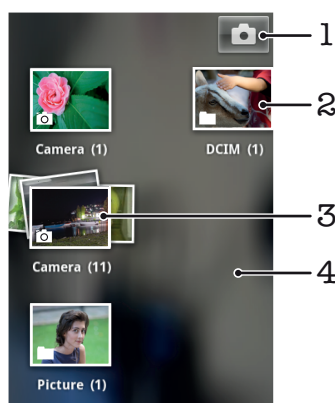 1
2
Camera (1)
DCIM (1)
3
Camera (11)
4
Picture (1)